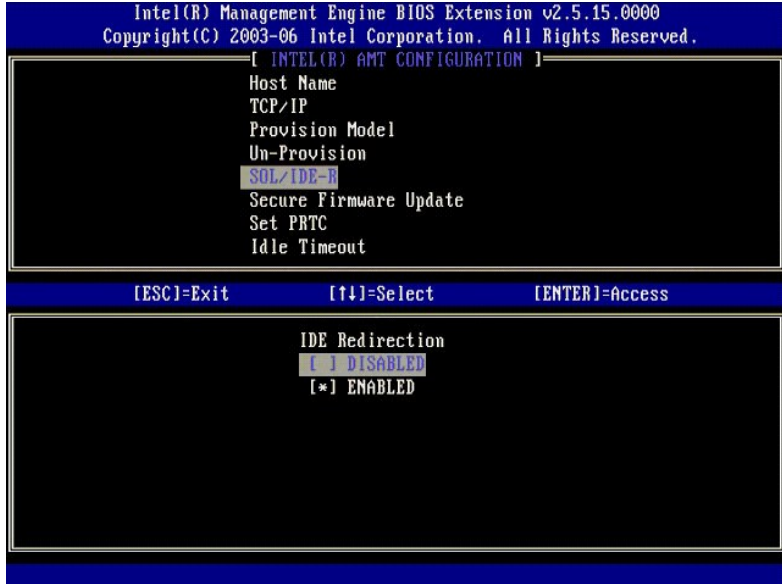 Intel(R) Management Engine BIOS Extension v2.5.15.0000
Copyright(C) 2003-06 Intel Corporation. All Rights Reserved.
[ INTEL(R) AMT CONFIGURATION ]
Host Name
TCP/IP
Provision Model
Un-Provision
SOL/IDE-R
Secure Firmware Update
Set PRTC
Idle Timeout
[ESC]=Exit [↑↓]=Select [ENTER]=Access
IDE Redirection
[ ] DISABLED
[*] ENABLED